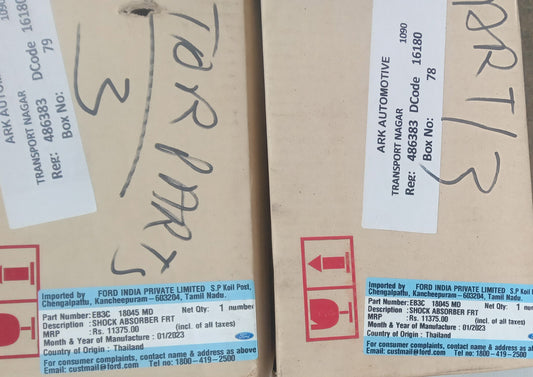 1090
ARK AUTOMOTIVE
TRANSPORT NAGAR
Reg: 486383 DCode 16180
Box No: 79
3
PARTS
Imported by FORD INDIA PRIVATE LIMITED S.P Koil Post,
Chengalpattu, Kancheepuram - 603204, Tamil Nadu.
Part Number: EB3C 18045 MD Net Qty: 1 number
Description : SHOCK ABSORBER FRT
MRP : Rs. 11375.00 (incl. of all taxes)
Month & Year of Manufacture : 01/2023
Country of Origin : Thailand
For consumer complaints, contact name & address as above
Email: custmail@ford.com Tel no: 1800-419-2500
Ford
1090
ARK AUTOMOTIVE
TRANSPORT NAGAR
Reg: 486383 DCode 16180
Box No: 78
3
Imported by FORD INDIA PRIVATE LIMITED S.P Koil Post,
Chengalpattu, Kancheepuram - 603204, Tamil Nadu.
Part Number: EB3C 18045 MD Net Qty: 1 number
Description : SHOCK ABSORBER FRT
MRP : Rs. 11375.00 (incl. of all taxes)
Month & Year of Manufacture : 01/2023
Country of Origin : Thailand
For consumer complaints, contact name & address as above
Email: custmail@ford.com Tel no: 1800-419-2500
Ford